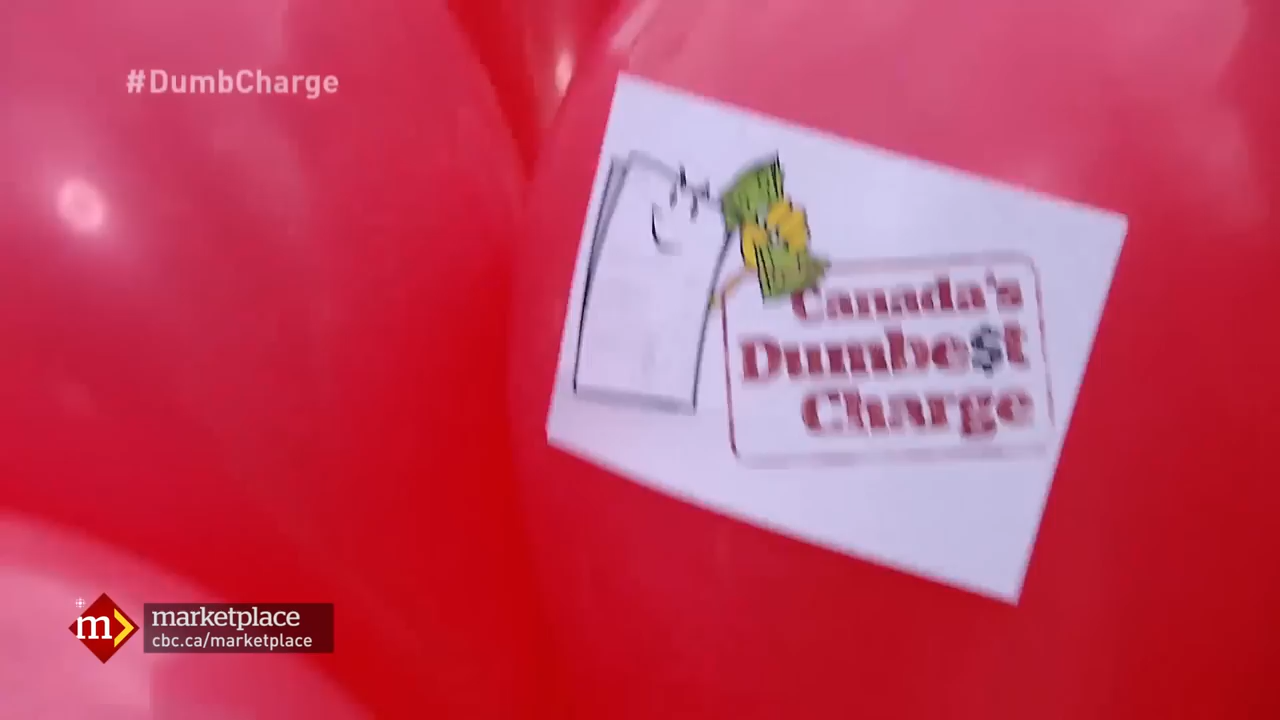 #DumbCharge
Canada's
Dumbe$t
Charge
m
marketplace
cbc.ca/marketplace